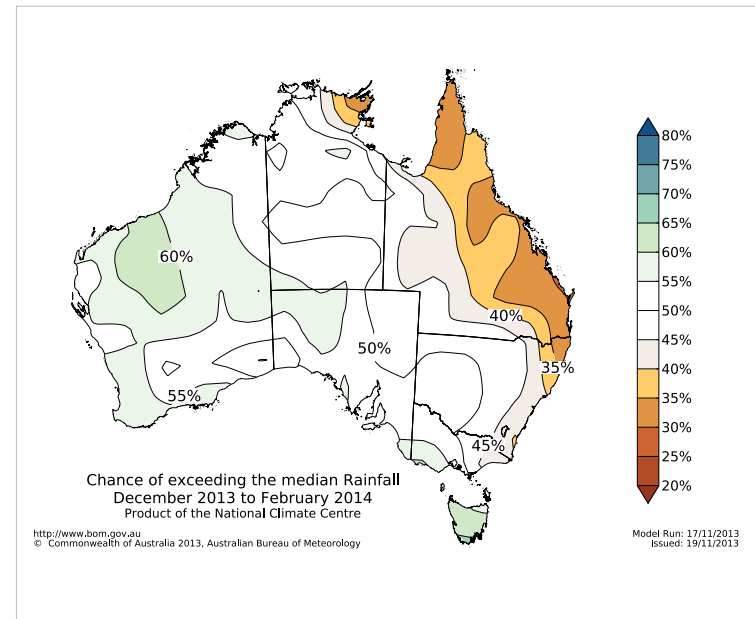 80%
75%
70%
65%
60%
55%
50%
45%
40%
35%
30%
25%
20%
60%
40%
50%
35%
55%
45%
Chance of exceeding the median Rainfall
December 2013 to February 2014
Product of the National Climate Centre
http://www.bom.gov.au
© Commonwealth of Australia 2013, Australian Bureau of Meteorology
Model Run: 17/11/2013
Issued: 19/11/2013